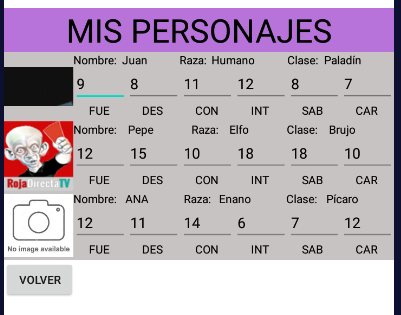 MIS PERSONAJES
Nombre: Juan Raza: Humano Clase: Paladín
9 8 11 12 8 7
FUE DES CON INT SAB CAR
Nombre: Pepe Raza: Elfo Clase: Brujo
12 15 10 18 18 10
RojaDirectaTV
FUE DES CON INT SAB CAR
Nombre: ANA Raza: Enano Clase: Pícaro
12 11 14 6 7 12
No image available
FUE DES CON INT SAB CAR
VOLVER